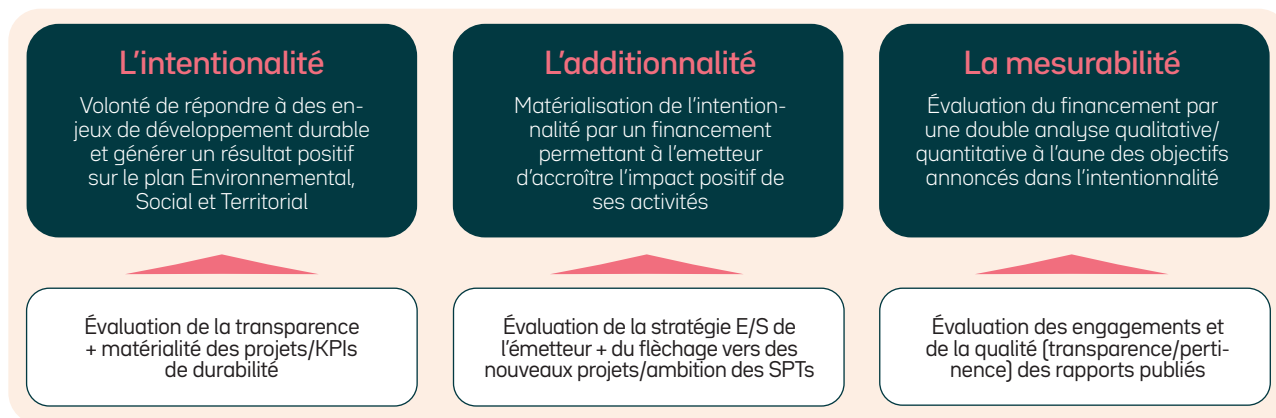 L'intentionalité
Volonté de répondre à des en-
jeux de développement durable
et générer un résultat positif
sur le plan Environnemental,
Social et Territorial
L'additionnalité
Matérialisation de l'intention-
nalité par un financement
permettant à l'emetteur
d'accroître l'impact positif de
ses activités
La mesurabilité
Évaluation du financement par
une double analyse qualitative/
quantitative à l'aune des objectifs
annoncés dans l'intentionnalité
Évaluation de la transparence
+ matérialité des projets/KPIs
de durabilité
Évaluation de la stratégie E/S de
l'émetteur + du flèchage vers des
nouveaux projets/ambition des SPTs
Évaluation des engagements et
de la qualité (transparence/perti-
nence) des rapports publiés